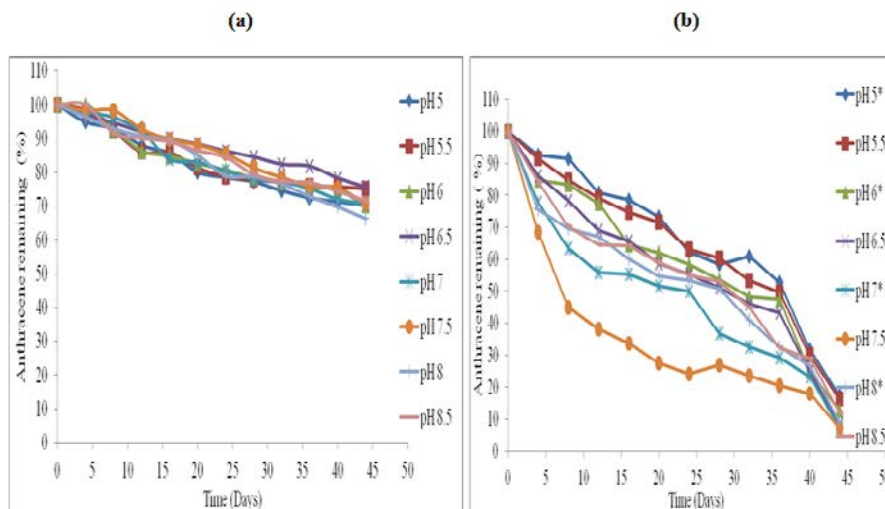 (a)
(b)
Anthracene remaining (%)
110
100
90
80
70
60
50
40
30
20
10
0
0 5 10 15 20 25 30 35 40 45 50
Time (Days)
pH 5
pH 5.5
pH 6
pH 6.5
pH 7
pH 7.5
pH 8
pH 8.5
Anthracene remaining (%)
110
100
90
80
70
60
50
40
30
20
10
0
0 5 10 15 20 25 30 35 40 45 50
Time (Days)
pH 5*
pH 5.5
pH 6*
pH 6.5
pH 7*
pH 7.5
pH 8*
pH 8.5